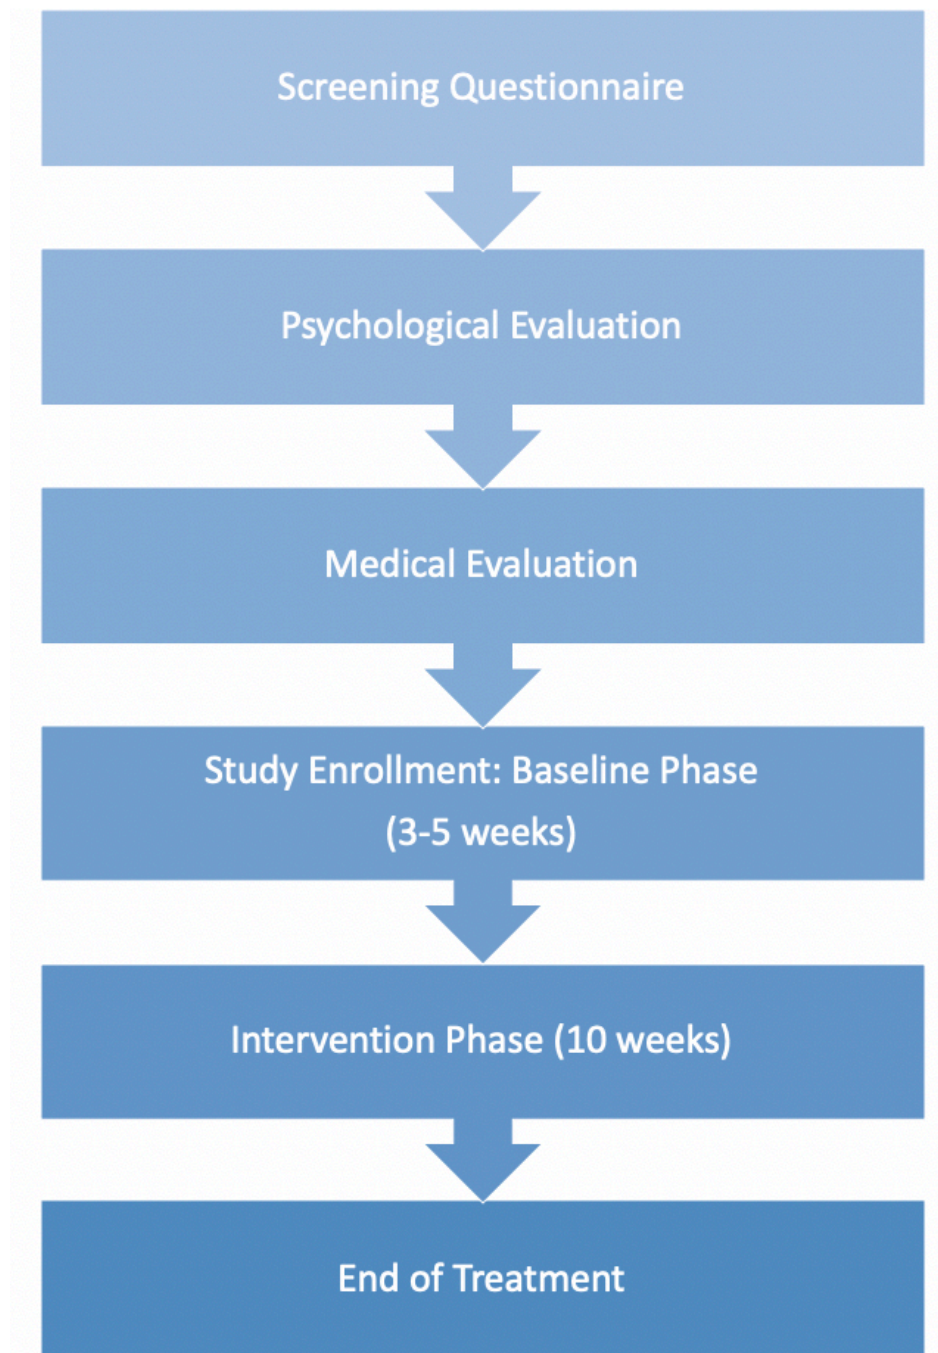 Screening Questionnaire
Psychological Evaluation
Medical Evaluation
Study Enrollment: Baseline Phase
(3-5 weeks)
Intervention Phase (10 weeks)
End of Treatment